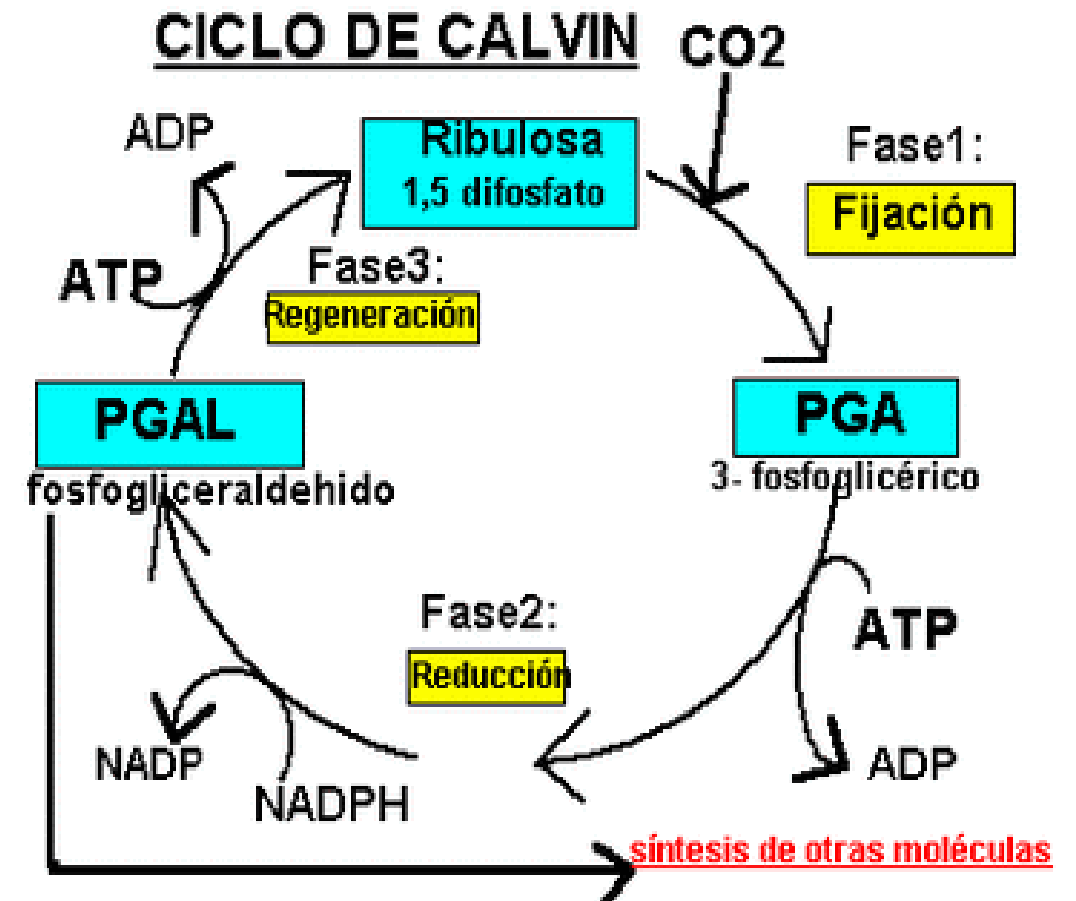 CICLO DE CALVIN
CO2
ADP
Ribulosa
1,5 difosfato
Fase1:
Fijación
ATP
Fase3:
Regeneración
PGAL
fosfogliceraldehido
PGA
3- fosfoglicérico
Fase2:
Reducción
ATP
ADP
NADP
NADPH
síntesis de otras moléculas